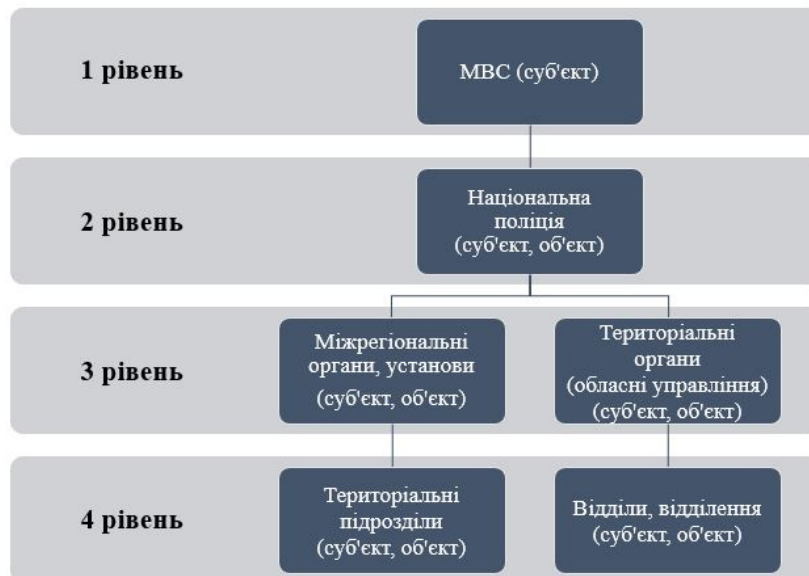 1 рівень
МВС (суб'єкт)
2 рівень
Національна
поліція
(суб'єкт, об'єкт)
3 рівень
Міжрегіональні
органи, установи
(суб'єкт, об'єкт)
Територіальні
органи
(обласні управління)
(суб'єкт, об'єкт)
4 рівень
Територіальні
підрозділи
(суб'єкт, об'єкт)
Відділи, відділення
(суб'єкт, об'єкт)